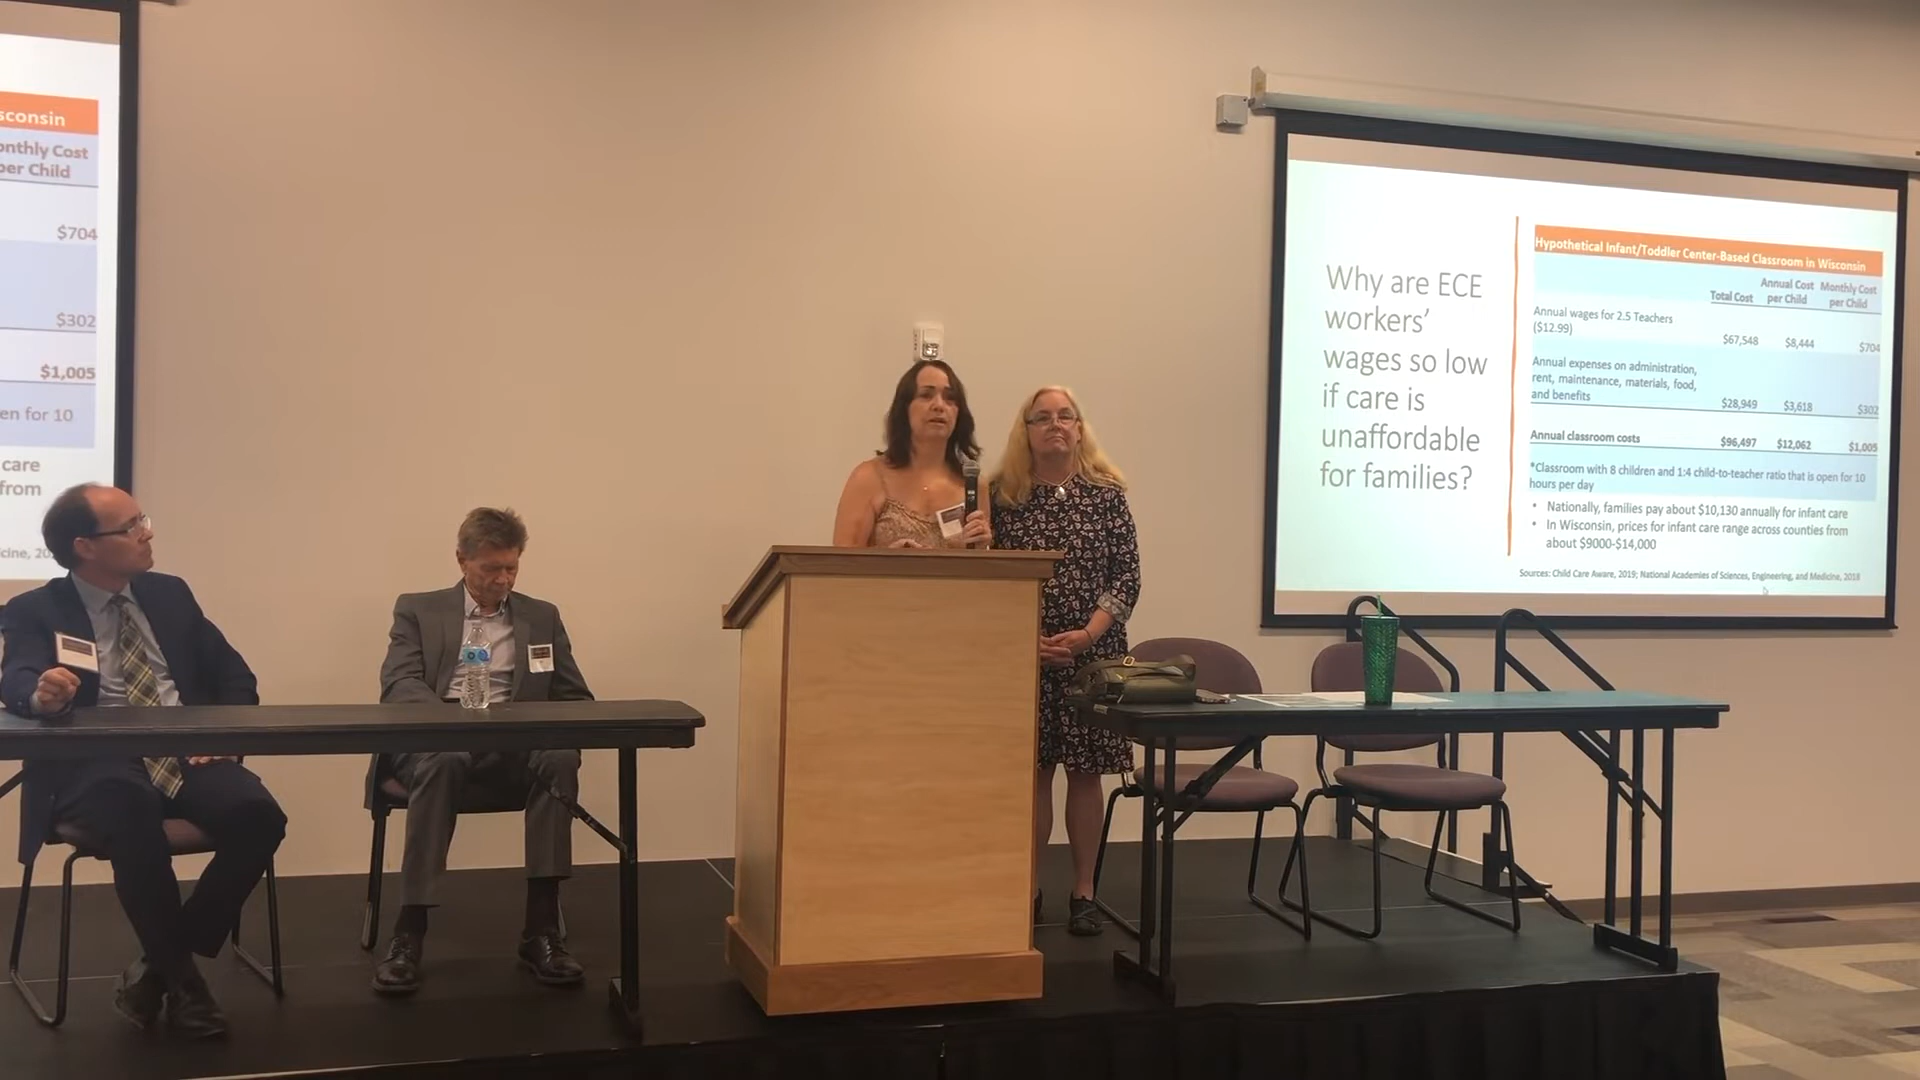 sconsin
onthly Cost
per Child
$704
$302
$1,005
en for 10
care
from
cine, 20
Why are ECE
workers'
wages so low
if care is
unaffordable
for families?
Hypothetical Infant/Toddler Center-Based Classroom in Wisconsin
Total Cost
Annual Cost
per Child
Monthly Cost
per Child
Annual wages for 2.5 Teachers
($12.99)
$67,548 $8,444 $704
Annual expenses on administration,
rent, maintenance, materials, food,
and benefits
$28,949 $3,618 $302
Annual classroom costs $96,497 $12,062 $1,005
*Classroom with 8 children and 1:4 child-to-teacher ratio that is open for 10
hours per day
• Nationally, families pay about $10,130 annually for infant care
• In Wisconsin, prices for infant care range across counties from
about $9000-$14,000
Sources: Child Care Aware, 2019; National Academies of Sciences, Engineering, and Medicine, 2018